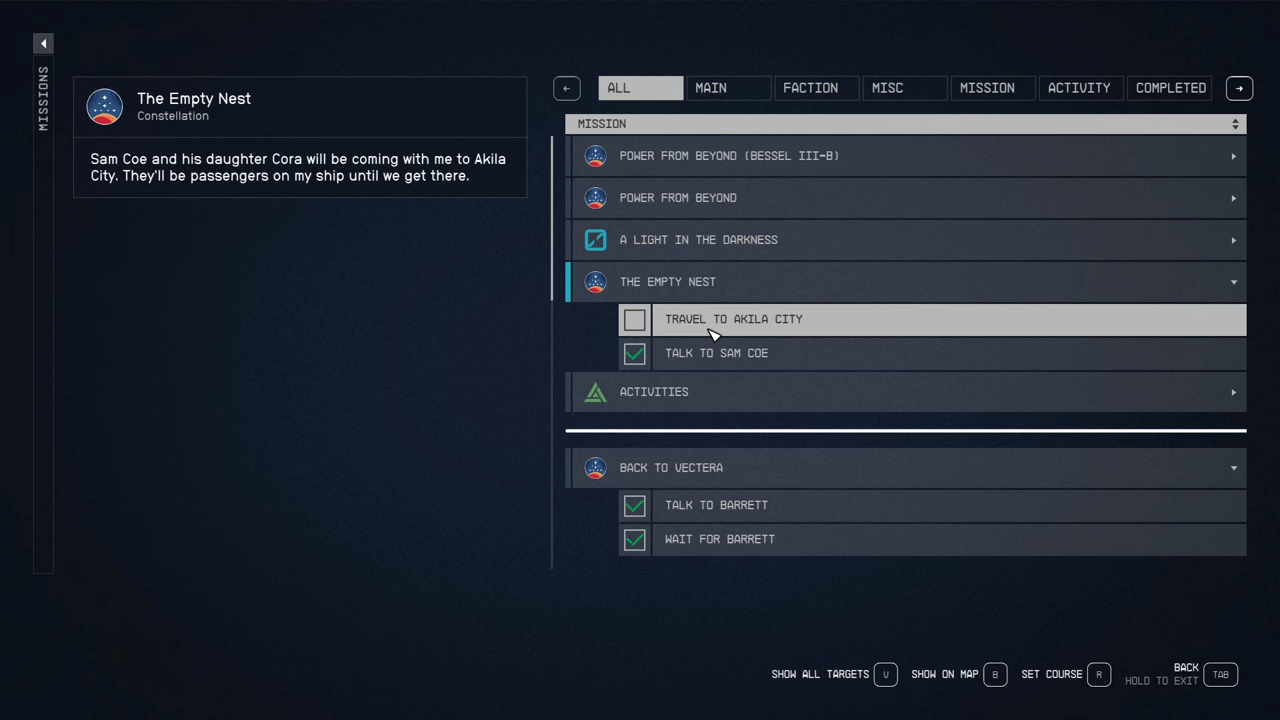 MISSIONS
The Empty Nest
Constellation
Sam Coe and his daughter Cora will be coming with me to Akila
City. They'll be passengers on my ship until we get there.
ALL MAIN FACTION MISC MISSION ACTIVITY COMPLETED
MISSION
POWER FROM BEYOND (BESSEL III-B)
POWER FROM BEYOND
A LIGHT IN THE DARKNESS
THE EMPTY NEST
TRAVEL TO AKILA CITY
TALK TO SAM COE
ACTIVITIES
BACK TO VECTERA
TALK TO BARRETT
WAIT FOR BARRETT
SHOW ALL TARGETS V SHOW ON MAP B SET COURSE R BACK TAB
HOLD TO EXIT